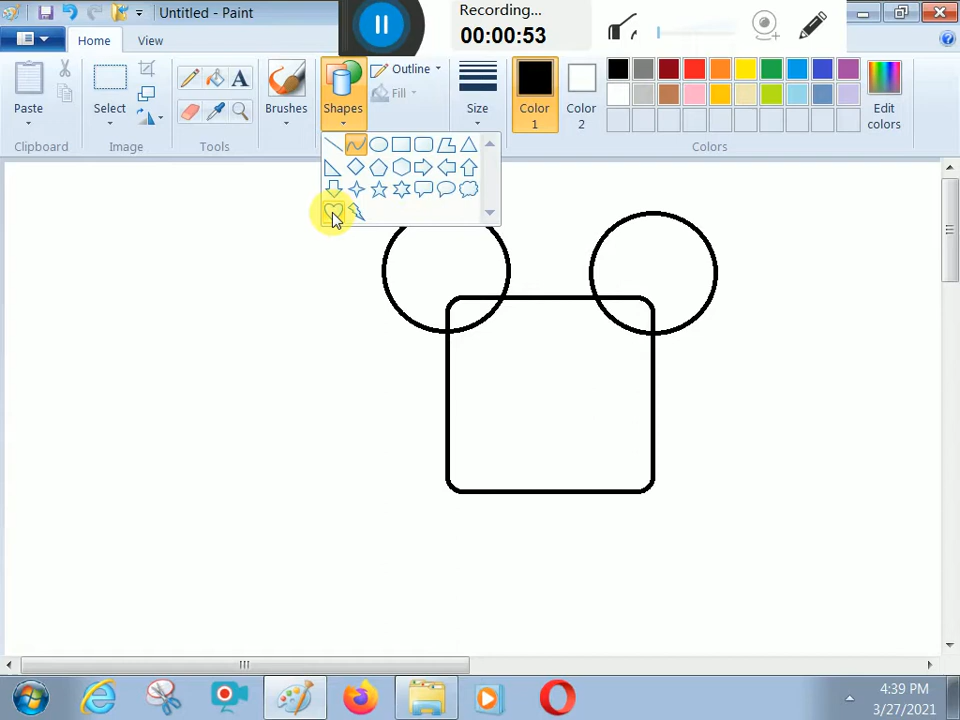 Untitled - Paint
Recording...
00:00:53
Home
View
Paste
Select
Brushes
Shapes
Outline
Fill
Size
Color
1
Color
2
Edit
colors
Clipboard
Image
Tools
Colors
4:39 PM
3/27/2021